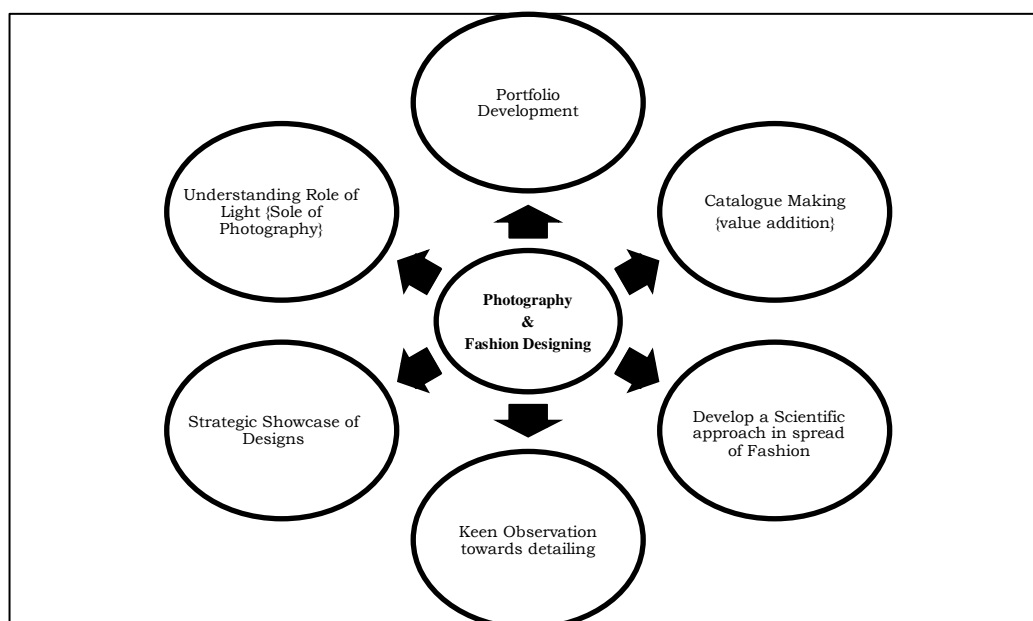 Portfolio
Development
Understanding Role of
Light {Sole of
Photography}
Catalogue Making
{value addition}
Photography
&
Fashion Designing
Strategic Showcase of
Designs
Develop a Scientific
approach in spread
of Fashion
Keen Observation
towards detailing